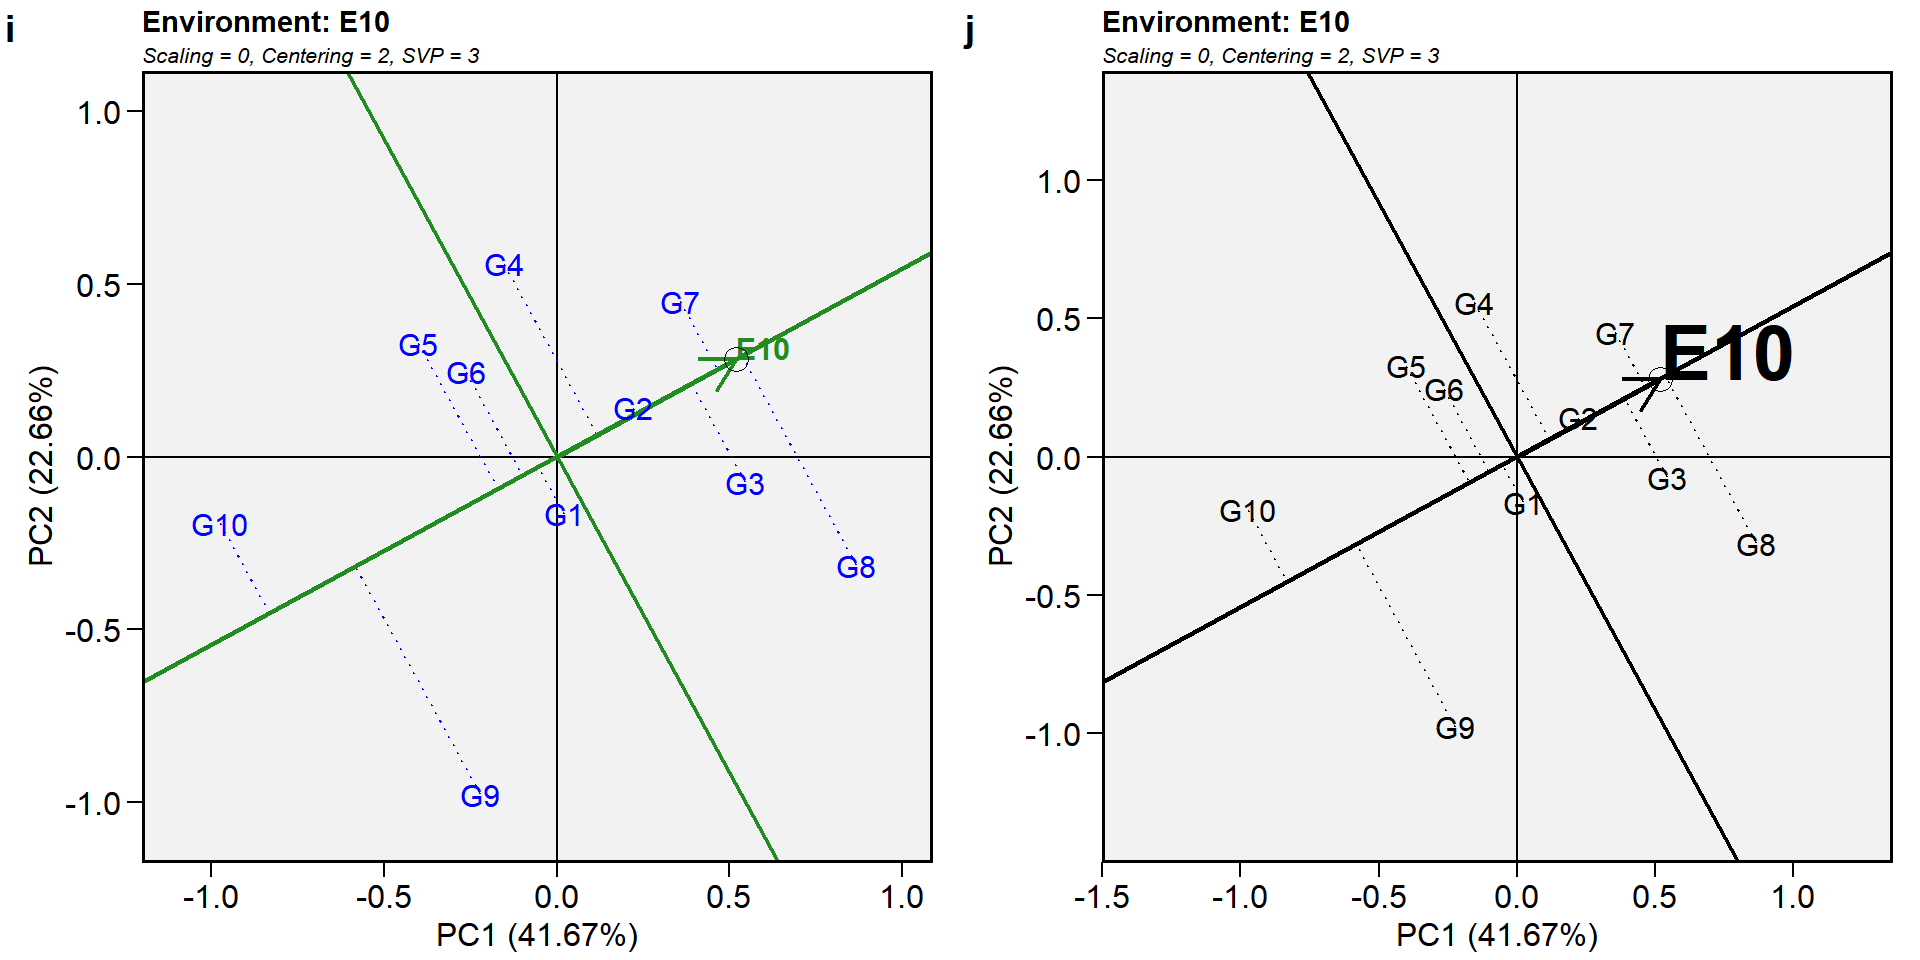 i
Environment: E10
Scaling = 0, Centering = 2, SVP = 3
1.0
0.5
0.0
-0.5
-1.0
PC2 (22.66%)
G4
G7
G5
E10
G6
G2
G3
G1
G10
G8
G9
-1.0 -0.5 0.0 0.5 1.0
PC1 (41.67%)
j
Environment: E10
Scaling = 0, Centering = 2, SVP = 3
1.0
0.5
0.0
-0.5
-1.0
PC2 (22.66%)
G4
G7
E10
G5
G6
G2
G3
G1
G10
G8
G9
-1.5 -1.0 -0.5 0.0 0.5 1.0
PC1 (41.67%)